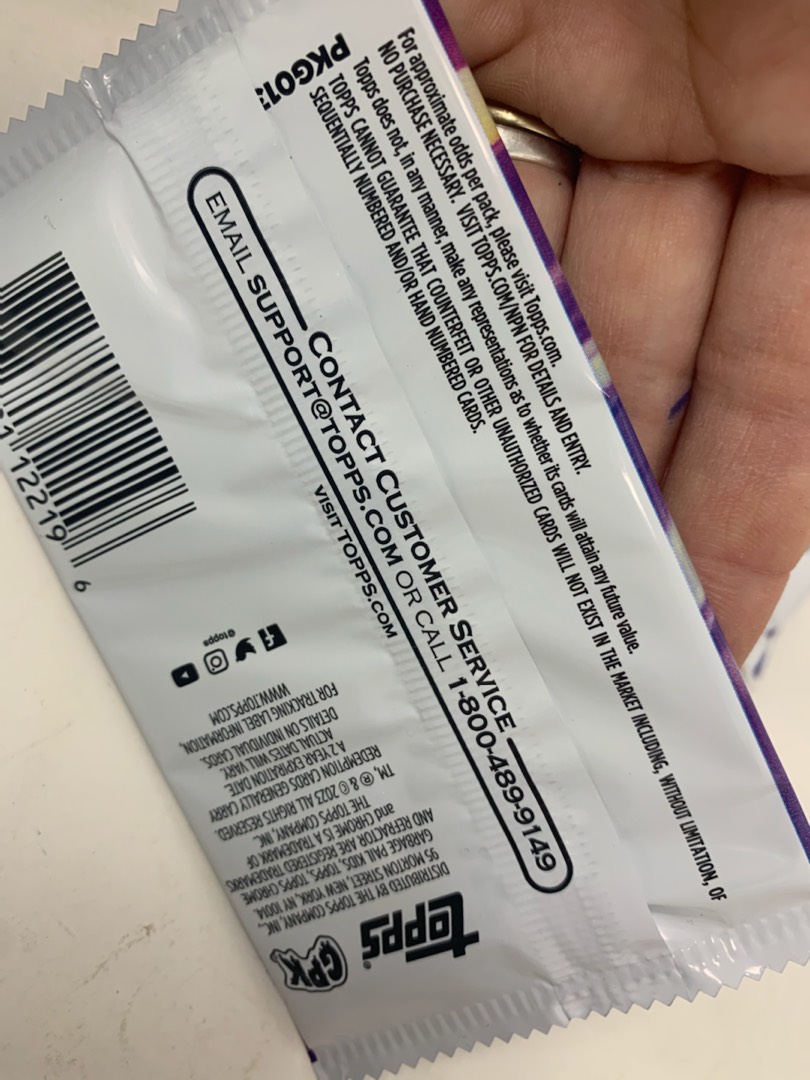 For approximate odds per pack, please visit Topps.com.
NO PURCHASE NECESSARY. VISIT TOPPS.COM/NPN FOR DETAILS AND ENTRY.
Topps does not, in any manner, make any representations as to whether its cards will attain any future value.
TOPPS CANNOT GUARANTEE THAT COUNTERFEIT OR OTHER UNAUTHORIZED CARDS WILL NOT EXIST IN THE MARKET INCLUDING, WITHOUT LIMITATION, OF
SEQUENTIALLY NUMBERED AND/OR HAND NUMBERED CARDS.
CONTACT CUSTOMER SERVICE
EMAIL SUPPORT@TOPPS.COM OR CALL 1-800-489-9149
VISIT TOPPS.COM
12219 6
@topps
topps®
GPK
DISTRIBUTED BY THE TOPPS COMPANY, INC.
95 MORTON STREET, NEW YORK, NY 10014.
GARBAGE PAIL KIDS, TOPPS, TOPPS CHROME
AND REFRACTOR ARE REGISTERED TRADEMARKS
and CHROME IS A TRADEMARK OF
THE TOPPS COMPANY, INC.
TM, ® & © 2023 ALL RIGHTS RESERVED.
REDEMPTION CARDS GENERALLY CARRY
A 2 YEAR EXPIRATION DATE.
ACTUAL DATES WILL VARY.
DETAILS ON INDIVIDUAL CARDS.
FOR TRACKING LABEL INFORMATION,
WWW.TOPPS.COM